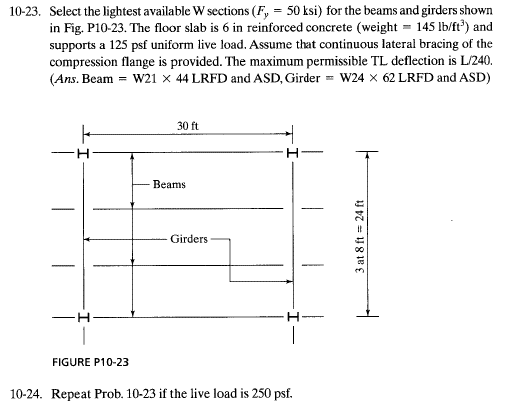 10-23. Select the lightest available W sections (Fy = 50 ksi) for the beams and girders shown
in Fig. P10-23. The floor slab is 6 in reinforced concrete (weight = 145 lb/ft³) and
supports a 125 psf uniform live load. Assume that continuous lateral bracing of the
compression flange is provided. The maximum permissible TL deflection is L/240.
(Ans. Beam = W21 × 44 LRFD and ASD, Girder = W24 × 62 LRFD and ASD)
30 ft
Beams
Girders
3 at 8 ft = 24 ft
FIGURE P10-23
10-24. Repeat Prob. 10-23 if the live load is 250 psf.